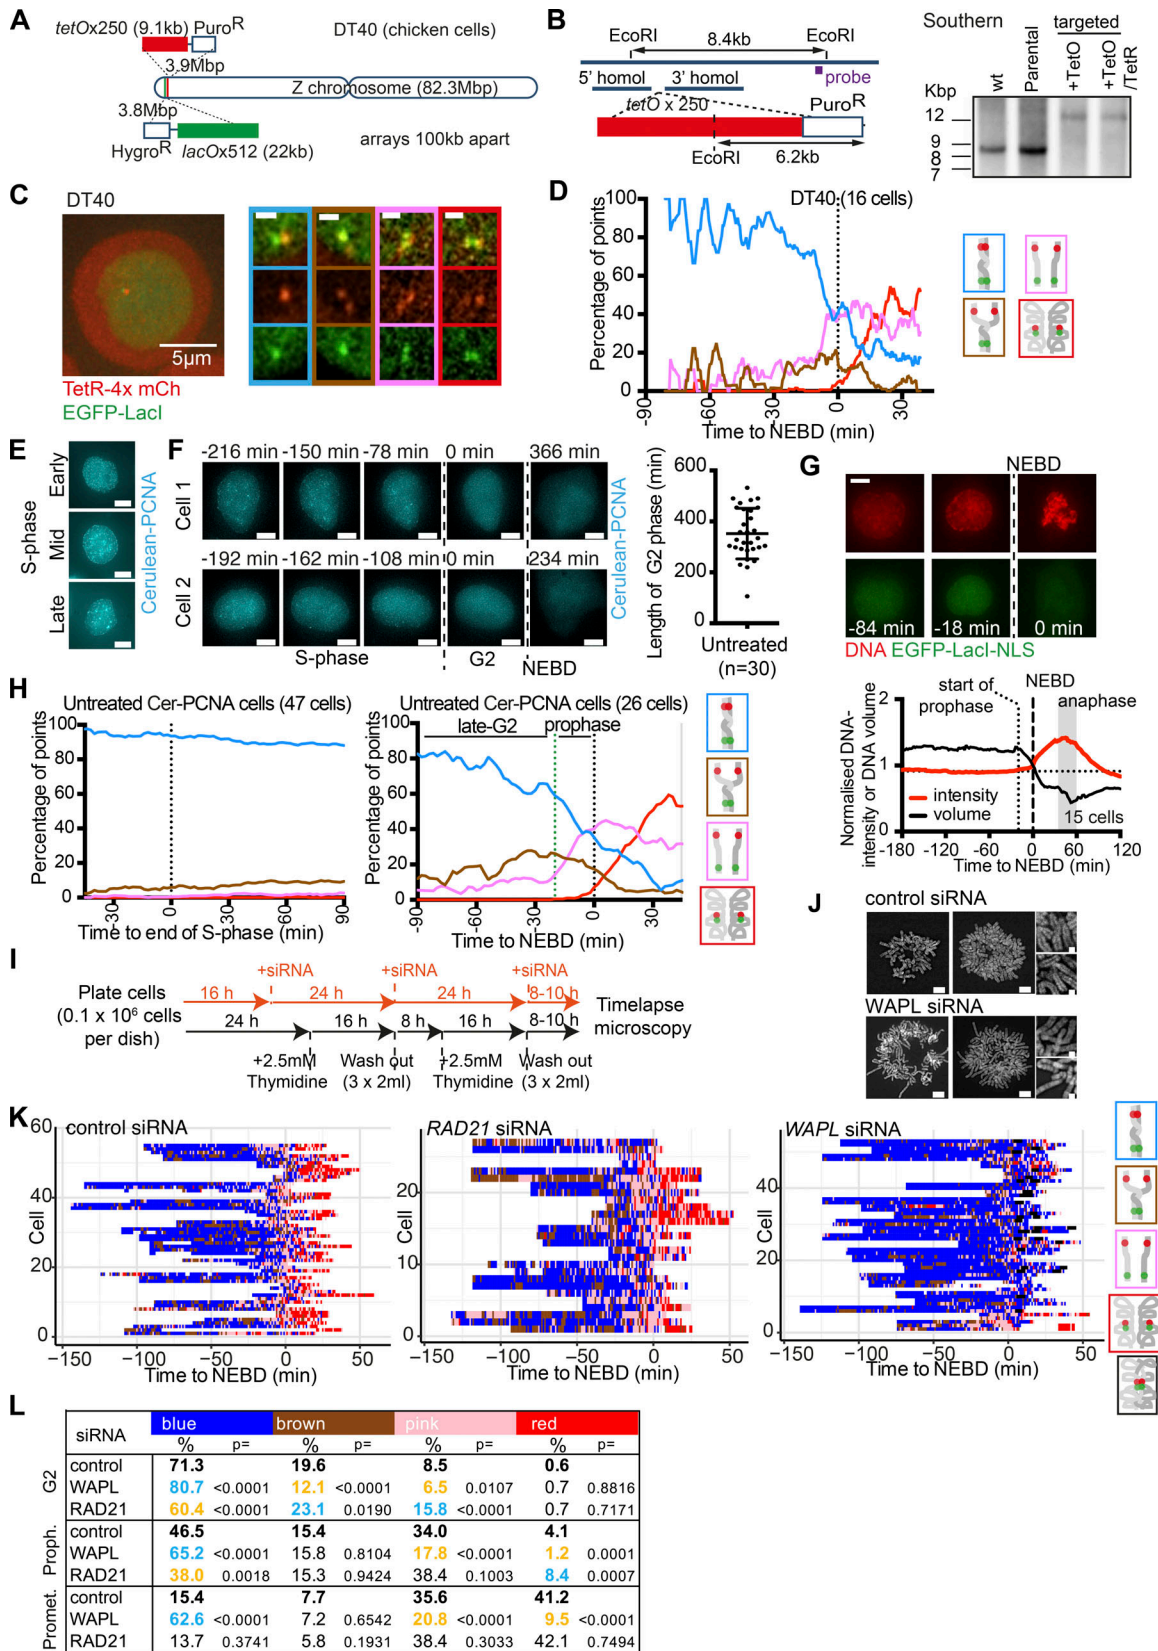 A
tetOx250 (9.1kb) PuroR
DT40 (chicken cells)
3.9Mbp
Z chromosome (82.3Mbp)
3.8Mbp
HygroR
lacOx512 (22kb)
arrays 100kb apart
B
EcoRI
8.4kb
EcoRI
5' homol
3' homol
probe
tetO x 250
PuroR
EcoRI
6.2kb
Southern
targeted
wt
Parental
+TetO
+TetO
/TetR
Kbp
12
9
8
7
C
DT40
5µm
TetR-4x mCh
EGFP-LacI
D
DT40 (16 cells)
Percentage of points
100
80
60
40
20
0
-90
-60
-30
0
30
Time to NEBD (min)
E
S-phase
Early
Mid
Late
Cerulean-PCNA
F
-216 min
-150 min
-78 min
0 min
366 min
Cell 1
-192 min
-162 min
-108 min
0 min
234 min
Cell 2
S-phase
G2
NEBD
Cerulean-PCNA
Length of G2 phase (min)
600
400
200
0
Untreated
(n=30)
G
NEBD
-84 min
-18 min
0 min
DNA EGFP-LacI-NLS
start of
prophase
NEBD
anaphase
Normalised DNA-
intensity or DNA volume
2
1
0
intensity
volume
15 cells
-180
-120
-60
0
60
120
Time to NEBD (min)
H
Untreated Cer-PCNA cells (47 cells)
Percentage of points
100
80
60
40
20
0
-30
0
30
60
90
Time to end of S-phase (min)
Untreated Cer-PCNA cells (26 cells)
late-G2
prophase
Percentage of points
100
80
60
40
20
0
-90
-60
-30
0
30
Time to NEBD (min)
I
+siRNA
+siRNA
+siRNA
Plate cells
(0.1 x 10⁶ cells
per dish)
16 h
24 h
24 h
8-10 h
24 h
16 h
8 h
16 h
8-10 h
Timelapse
microscopy
+2.5mM
Thymidine
Wash out
(3 x 2ml)
+2.5mM
Thymidine
Wash out
(3 x 2ml)
J
control siRNA
WAPL siRNA
K
control siRNA
Cell
60
40
20
0
−150
−100
−50
0
50
Time to NEBD (min)
RAD21 siRNA
Cell
20
10
0
−150
−100
−50
0
50
Time to NEBD (min)
WAPL siRNA
Cell
40
20
0
−150
−100
−50
0
50
Time to NEBD (min)
L
siRNA blue brown pink red
% p= % p= % p= % p=
G2
control 71.3 19.6 8.5 0.6
WAPL 80.7 <0.0001 12.1 <0.0001 6.5 0.0107 0.7 0.8816
RAD21 60.4 <0.0001 23.1 0.0190 15.8 <0.0001 0.7 0.7171
Proph.
control 46.5 15.4 34.0 4.1
WAPL 65.2 <0.0001 15.8 0.8104 17.8 <0.0001 1.2 0.0001
RAD21 38.0 0.0018 15.3 0.9424 38.4 0.1003 8.4 0.0007
Promet.
control 15.4 7.7 35.6 41.2
WAPL 62.6 <0.0001 7.2 0.6542 20.8 <0.0001 9.5 <0.0001
RAD21 13.7 0.3741 5.8 0.1931 38.4 0.3033 42.1 0.7494